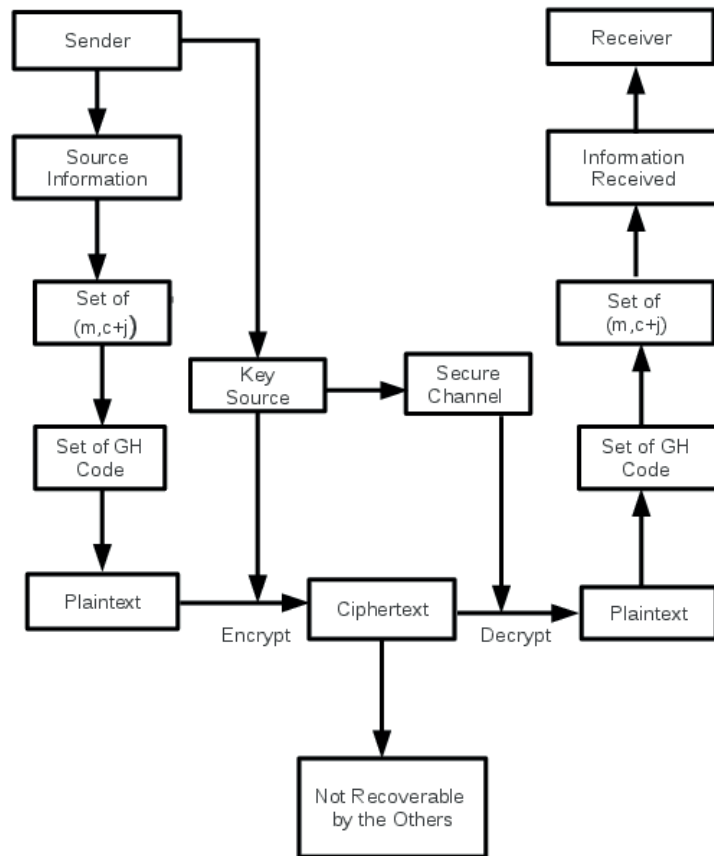 Sender
Receiver
Source
Information
Information
Received
Set of
(m,c+j)
Set of
(m,c+j)
Key
Source
Secure
Channel
Set of GH
Code
Set of GH
Code
Plaintext
Encrypt
Ciphertext
Decrypt
Plaintext
Not Recoverable
by the Others